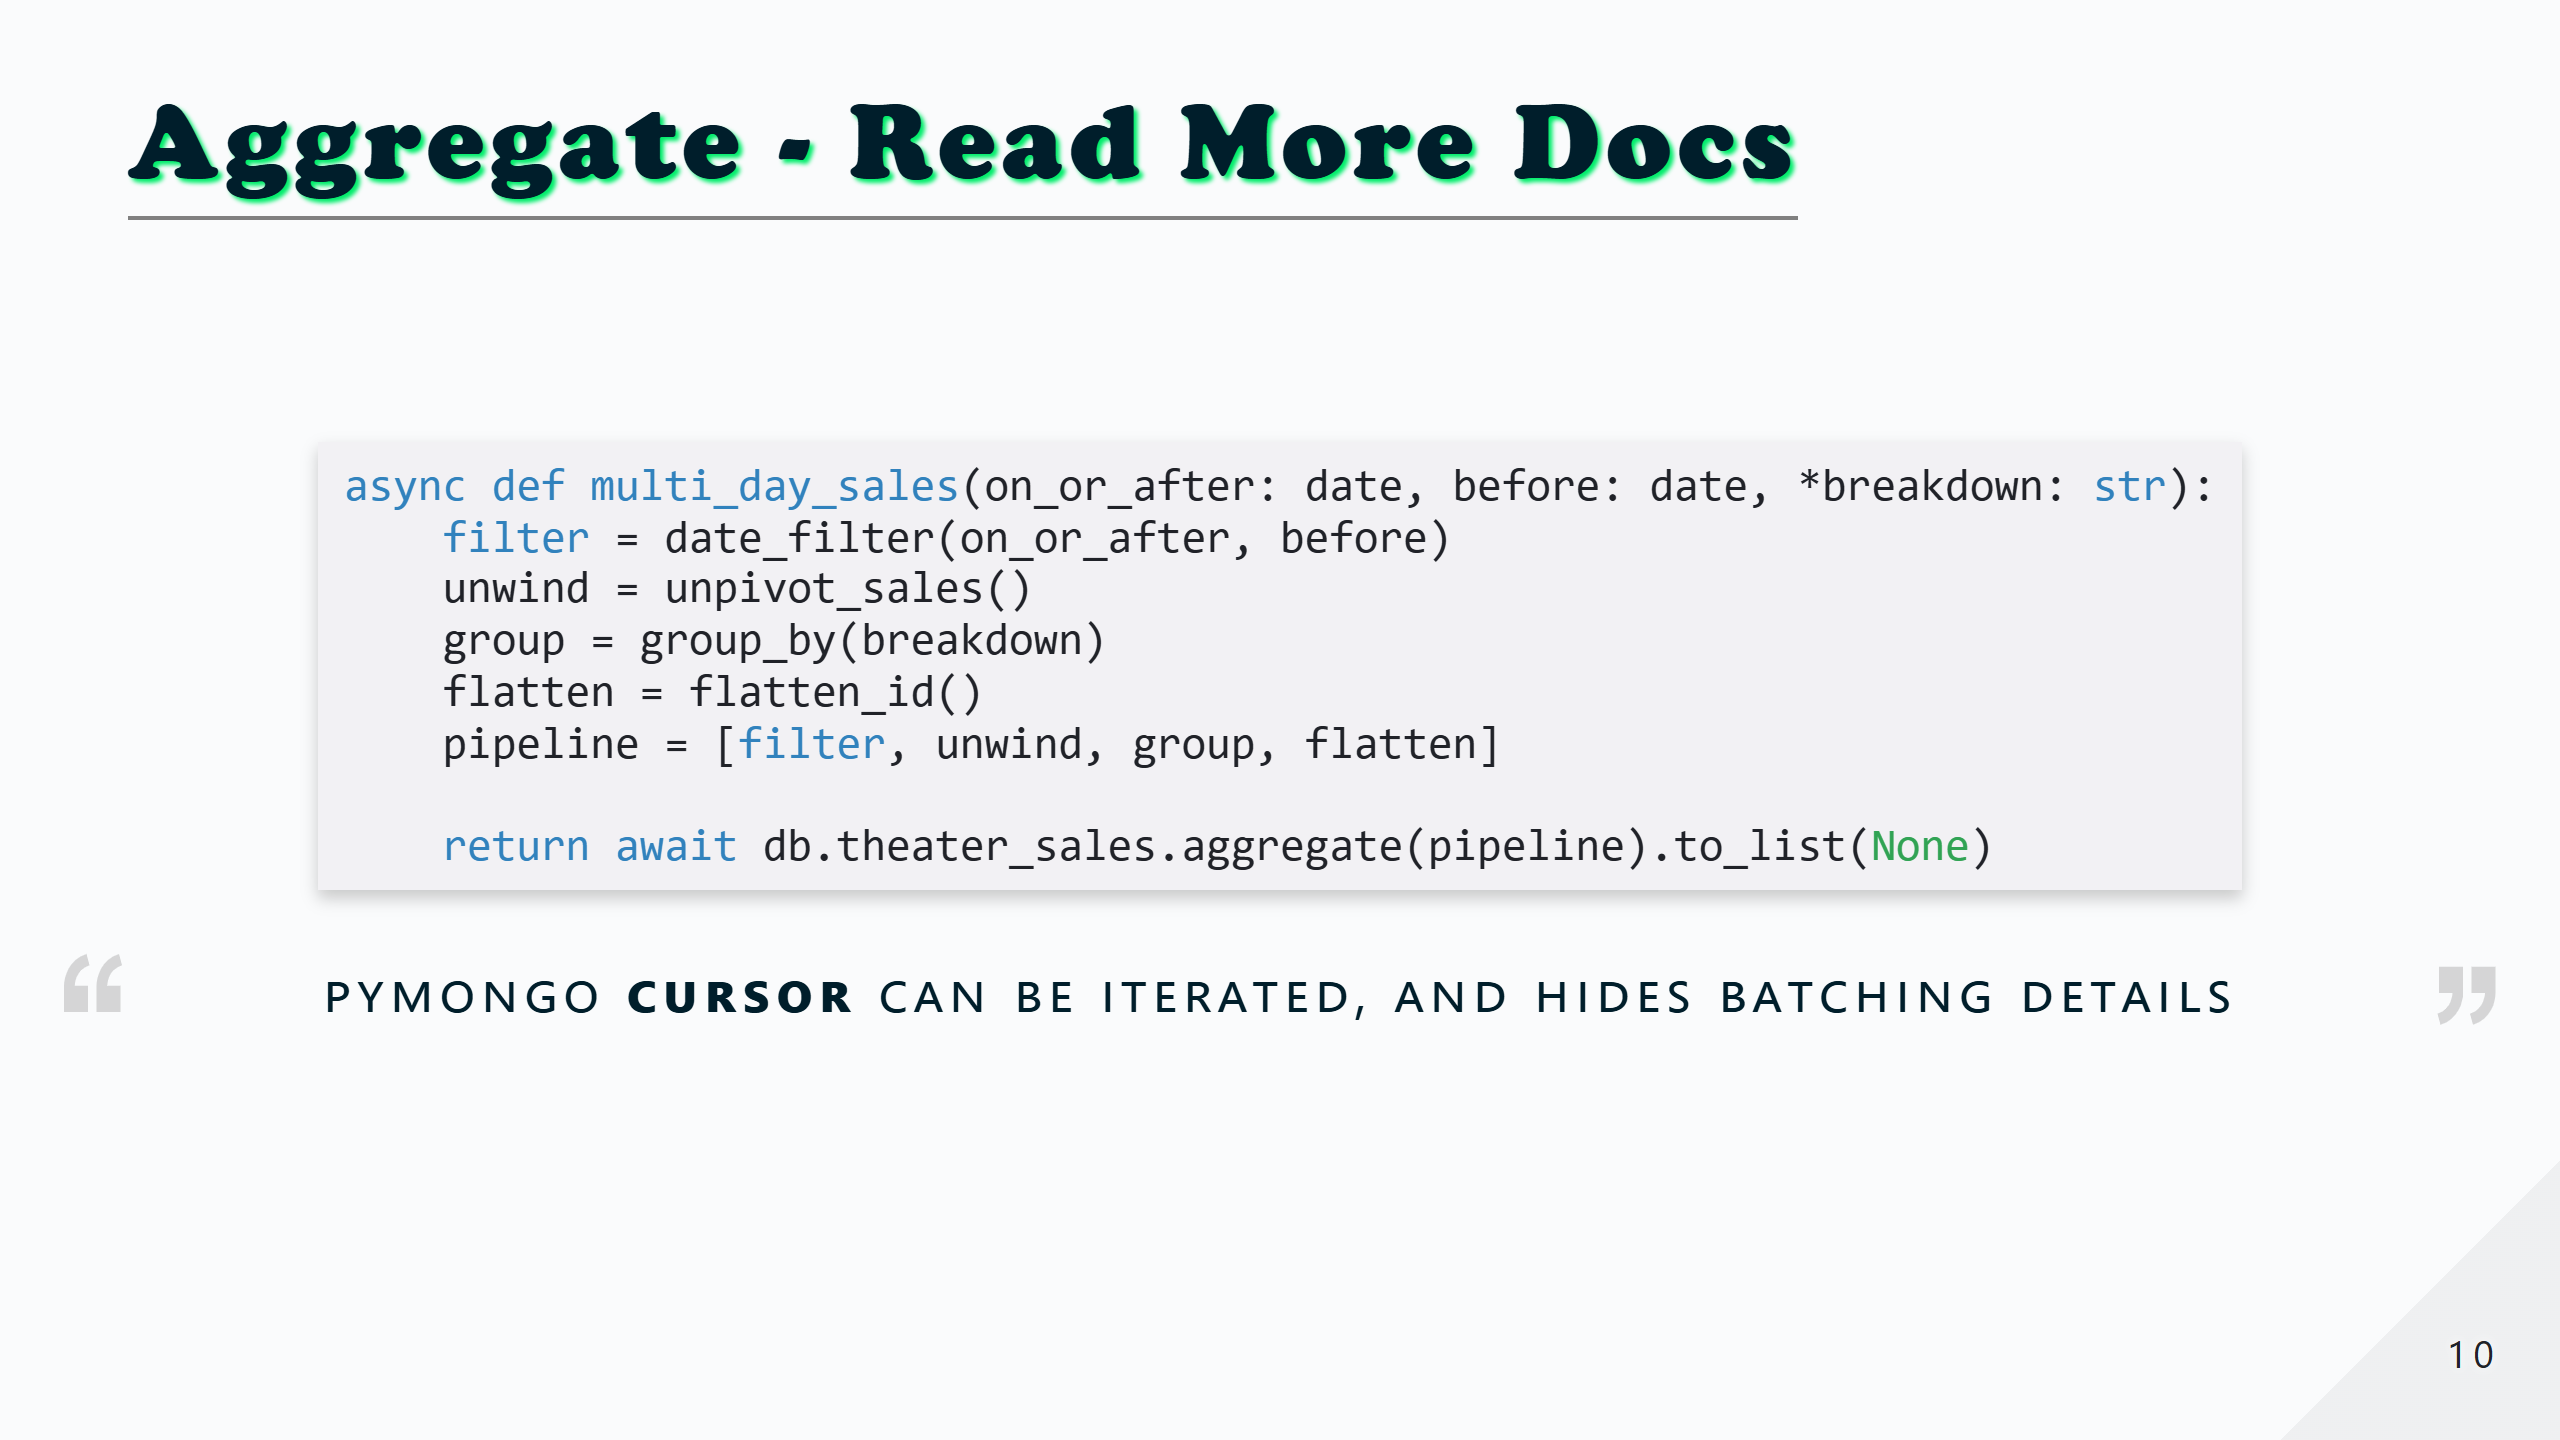 Aggregate - Read More Docs
async def multi_day_sales(on_or_after: date, before: date, *breakdown: str):
    filter = date_filter(on_or_after, before)
    unwind = unpivot_sales()
    group = group_by(breakdown)
    flatten = flatten_id()
    pipeline = [filter, unwind, group, flatten]
    return await db.theater_sales.aggregate(pipeline).to_list(None)
“ PYMONGO CURSOR CAN BE ITERATED, AND HIDES BATCHING DETAILS ”
10